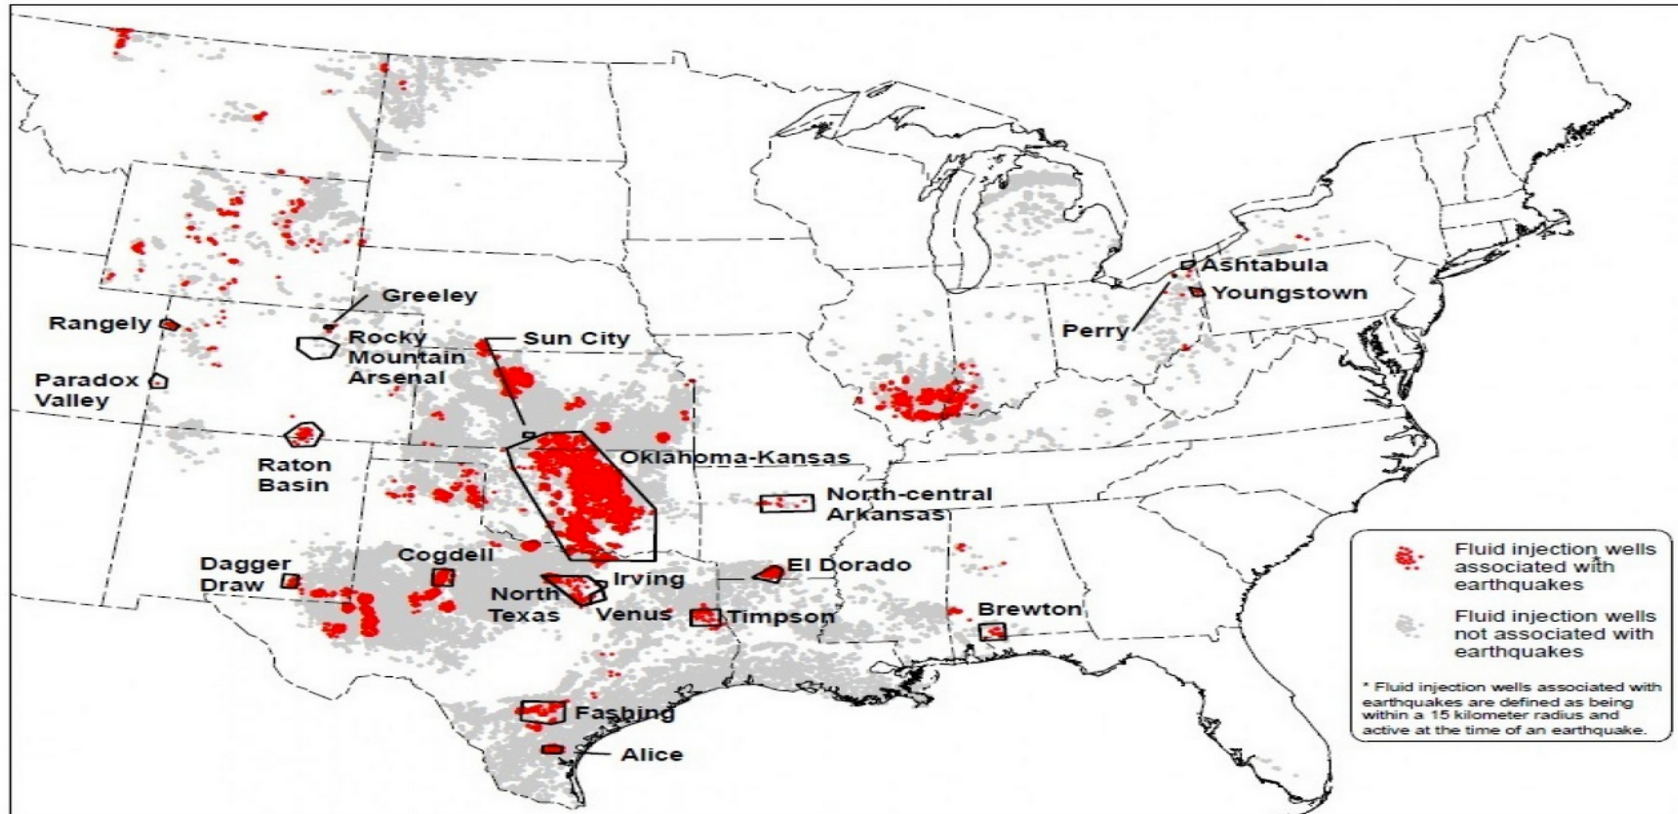 Greeley
Rangely
Rocky
Mountain
Arsenal
Sun City
Paradox
Valley
Ashtabula
Youngstown
Perry
Raton
Basin
Oklahoma-Kansas
North-central
Arkansas
Dagger
Draw
Cogdell
El Dorado
Irving
North
Texas
Venus
Timpson
Brewton
Fashing
Alice
Fluid injection wells
associated with*
earthquakes
Fluid injection wells
not associated with
earthquakes
* Fluid injection wells associated with
earthquakes are defined as being
within a 15 kilometer radius and
active at the time of an earthquake.